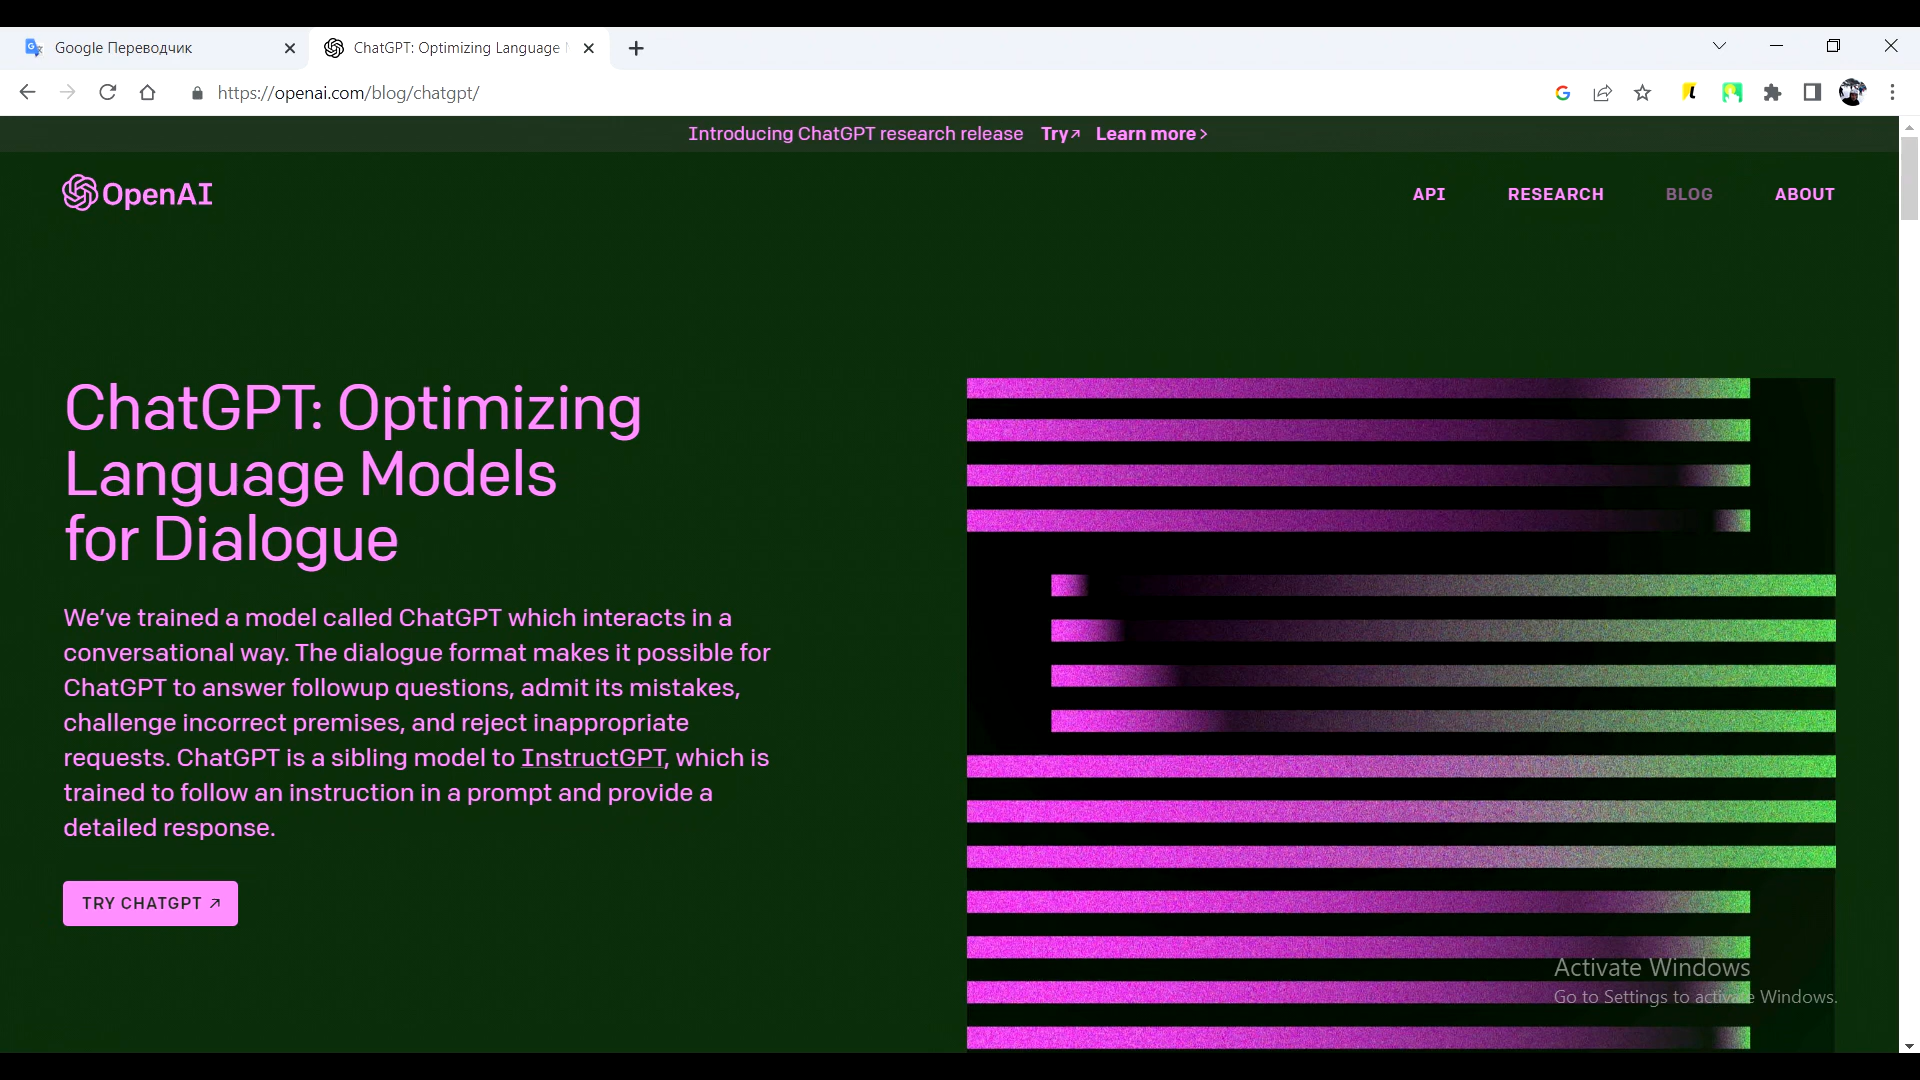 Google Переводчик
ChatGPT: Optimizing Language
https://openai.com/blog/chatgpt/
Introducing ChatGPT research release Try↗ Learn more >
OpenAI
API RESEARCH BLOG ABOUT
ChatGPT: Optimizing
Language Models
for Dialogue
We’ve trained a model called ChatGPT which interacts in a
conversational way. The dialogue format makes it possible for
ChatGPT to answer followup questions, admit its mistakes,
challenge incorrect premises, and reject inappropriate
requests. ChatGPT is a sibling model to InstructGPT, which is
trained to follow an instruction in a prompt and provide a
detailed response.
TRY CHATGPT ↗
Activate Windows
Go to Settings to activate Windows.